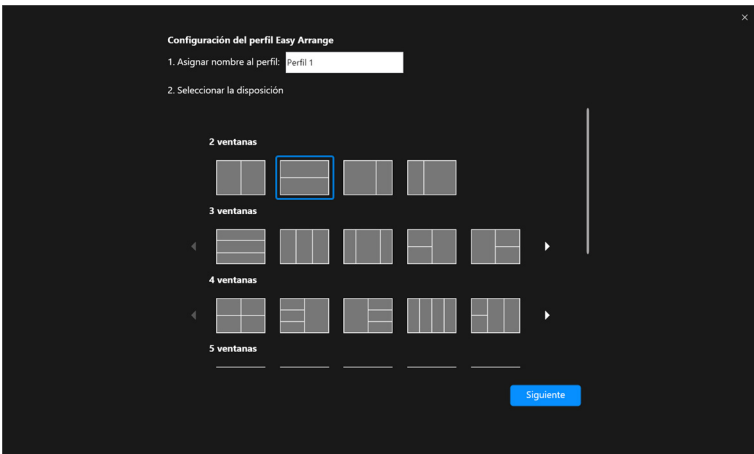 Configuración del perfil Easy Arrange
1. Asignar nombre al perfil: Perfil 1
2. Seleccionar la disposición
2 ventanas
3 ventanas
4 ventanas
5 ventanas
Siguiente